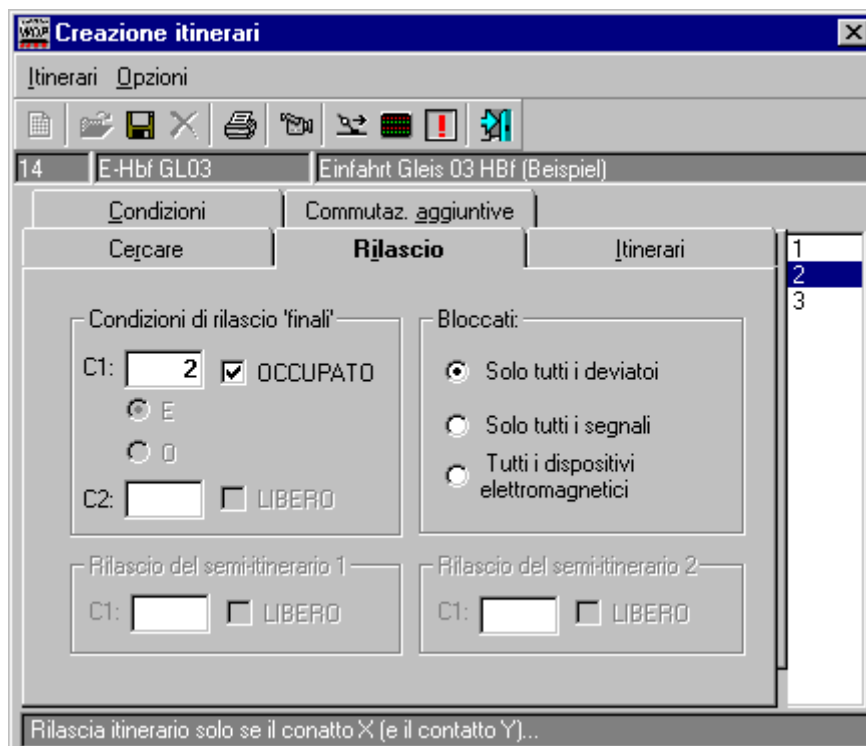 Creazione itinerari
Itinerari Opzioni
14 E-Hbf GL03 Einfahrt Gleis 03 HBf (Beispiel)
Condizioni Commutaz. aggiuntive
Cercare Rilascio Itinerari
1
2
3
Condizioni di rilascio 'finali'
C1: 2 OCCUPATO
E
O
C2: LIBERO
Bloccati:
Solo tutti i deviatoi
Solo tutti i segnali
Tutti i dispositivi
elettromagnetici
Rilascio del semi-itinerario 1
C1: LIBERO
Rilascio del semi-itinerario 2
C1: LIBERO
Rilascia itinerario solo se il conatto X (e il contatto Y)...